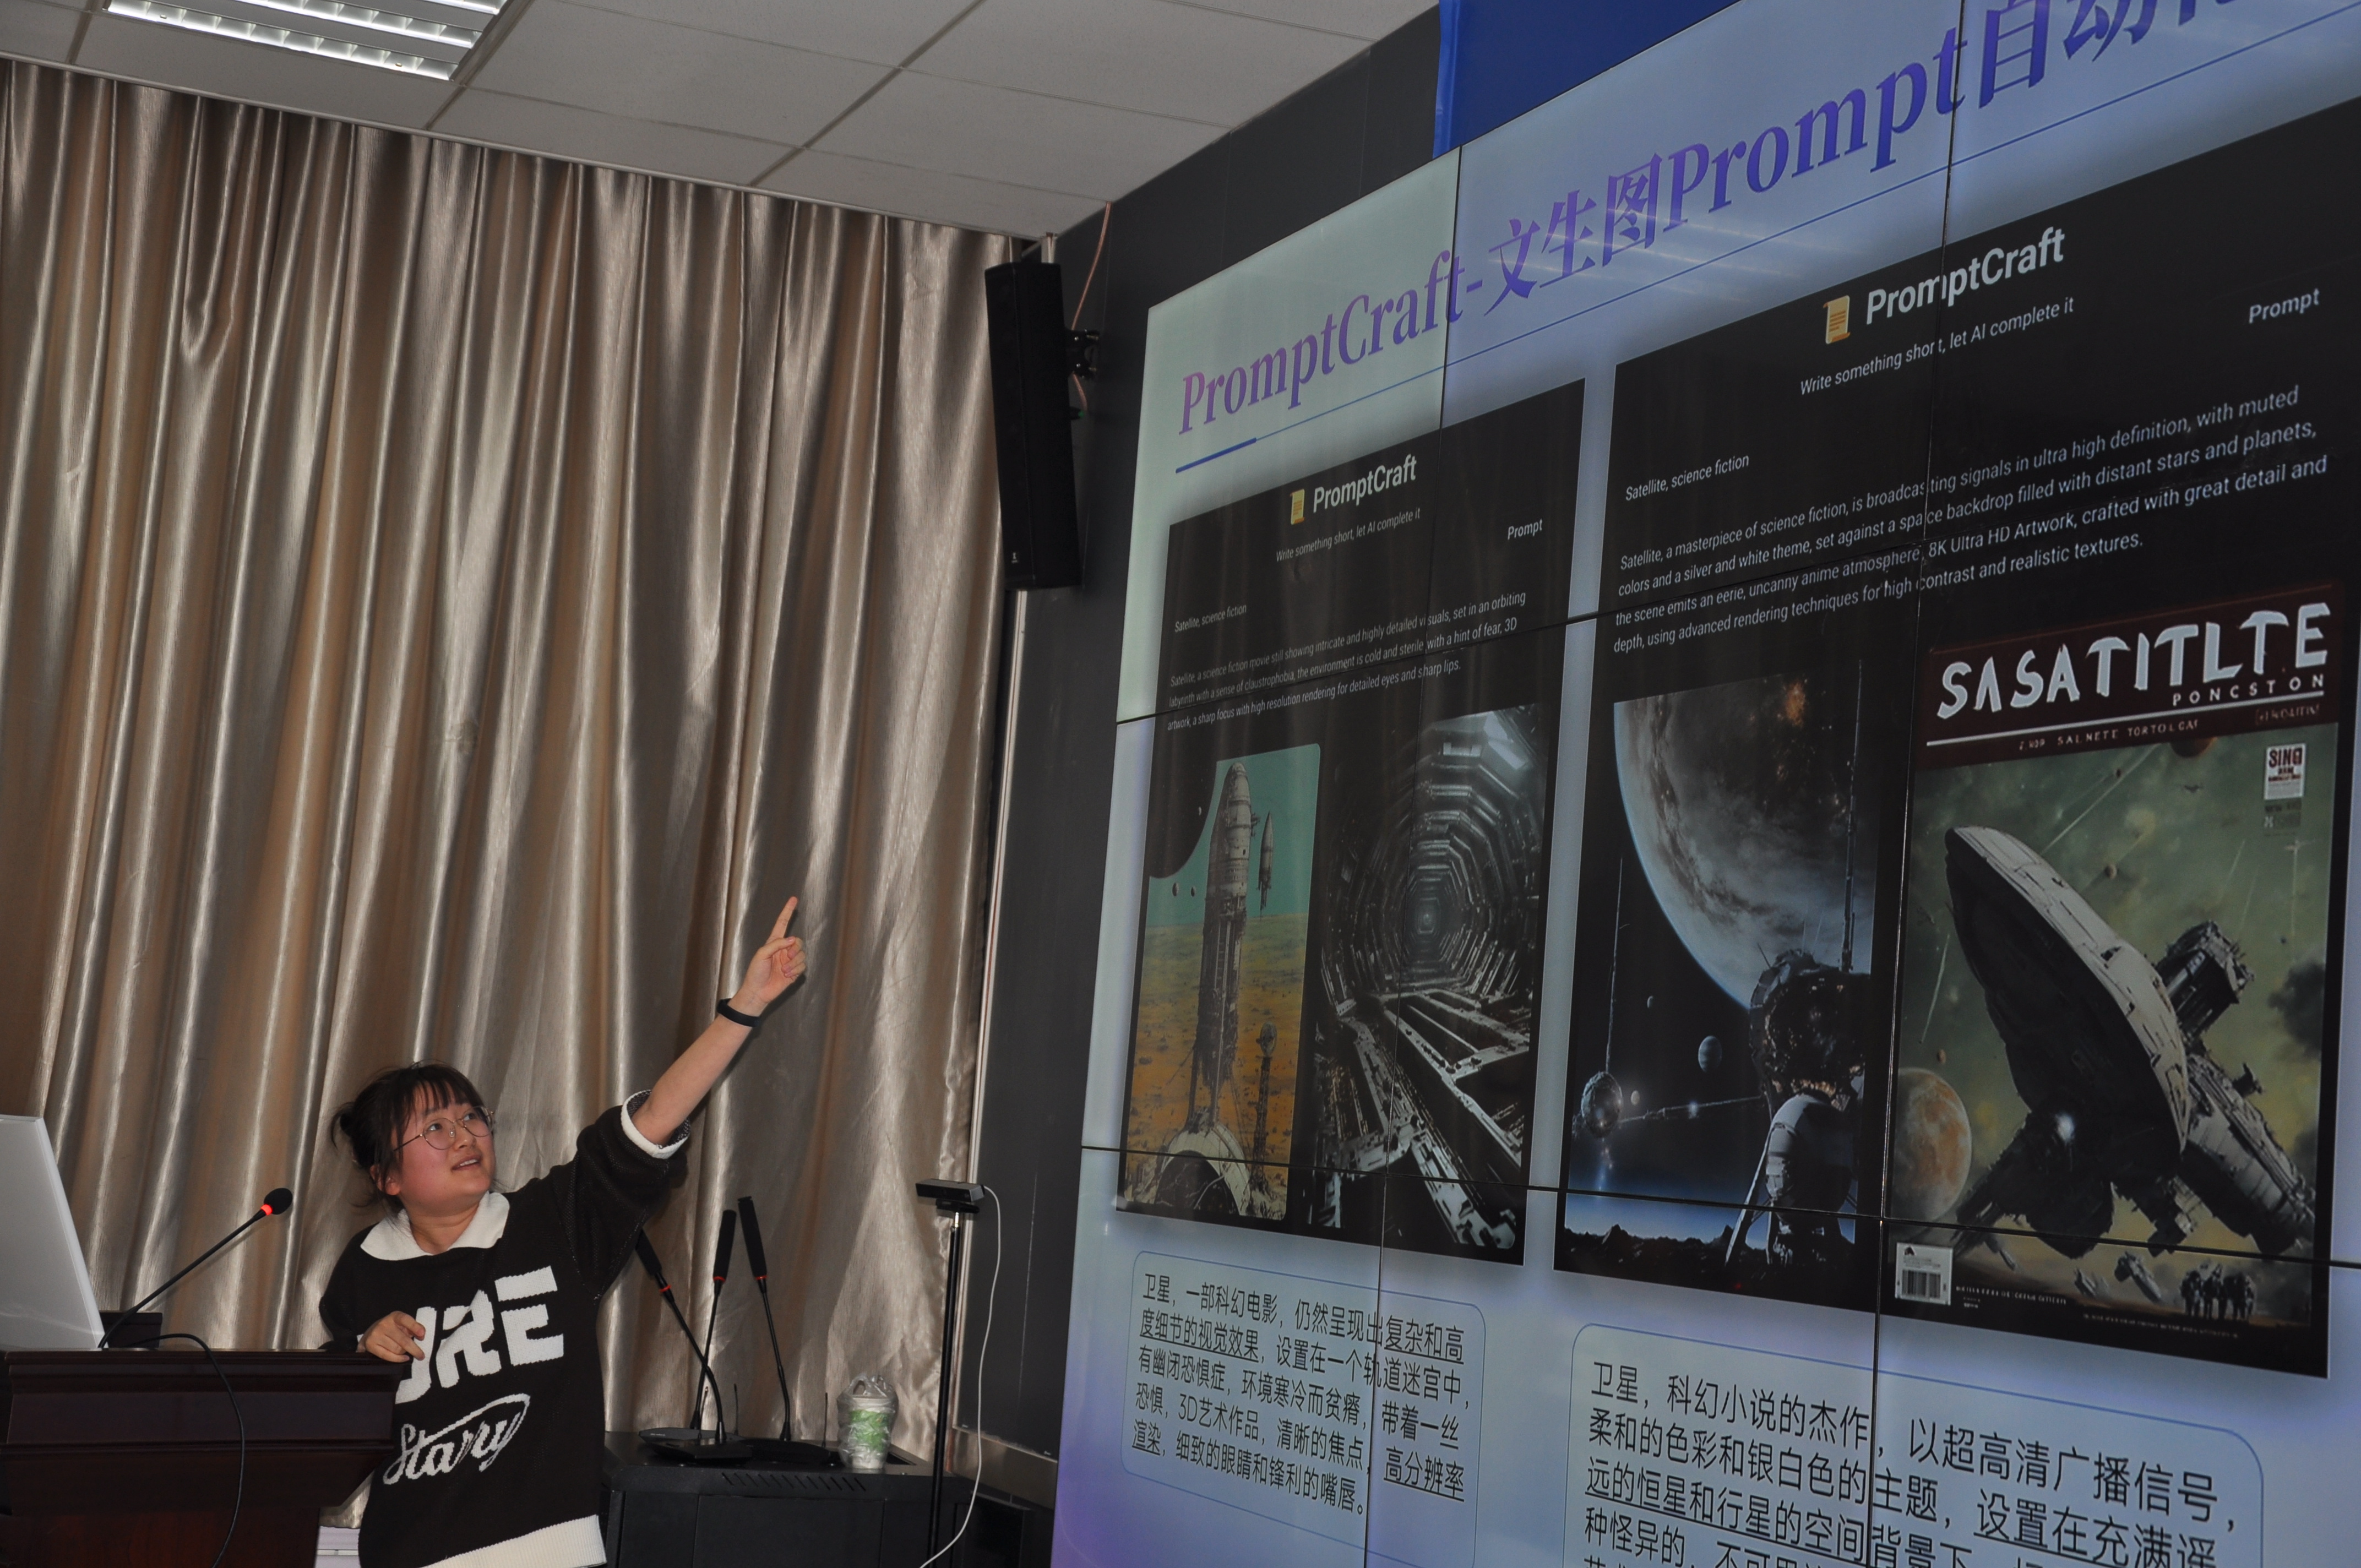 PromptCraft-文生图Prompt自动
PromptCraft
Write something short, let AI complete it
Prompt
Satellite, science fiction
Satellite, a science fiction movie still showing intricate and highly detailed visuals, set in an orbiting
labyrinth with a sense of claustrophobia, the environment is cold and sterile with a hint of fear, 3D
artwork, a sharp focus with high resolution rendering for detailed eyes and sharp lips.
PromptCraft
Write something short, let AI complete it
Prompt
Satellite, science fiction
Satellite, a masterpiece of science fiction, is broadcasting signals in ultra high definition, with muted
colors and a silver and white theme, set against a space backdrop filled with distant stars and planets,
the scene emits an eerie, uncanny anime atmosphere, 8K Ultra HD Artwork, crafted with great detail and
depth, using advanced rendering techniques for high contrast and realistic textures.
SASATITLTE
PONCSTON
SINO
卫星，一部科幻电影，仍然呈现出复杂和高
度细节的视觉效果，设置在一个轨道迷宫中，
有幽闭恐惧症，环境寒冷而贫瘠，带着一丝
恐惧，3D艺术作品，清晰的焦点，高分辨率
渲染，细致的眼睛和锋利的嘴唇。
卫星，科幻小说的杰作，以超高清广播信号，
柔和的色彩和银白色的主题，设置在充满遥
远的恒星和行星的空间背景下，
种怪异的，不可思
URE
Starry